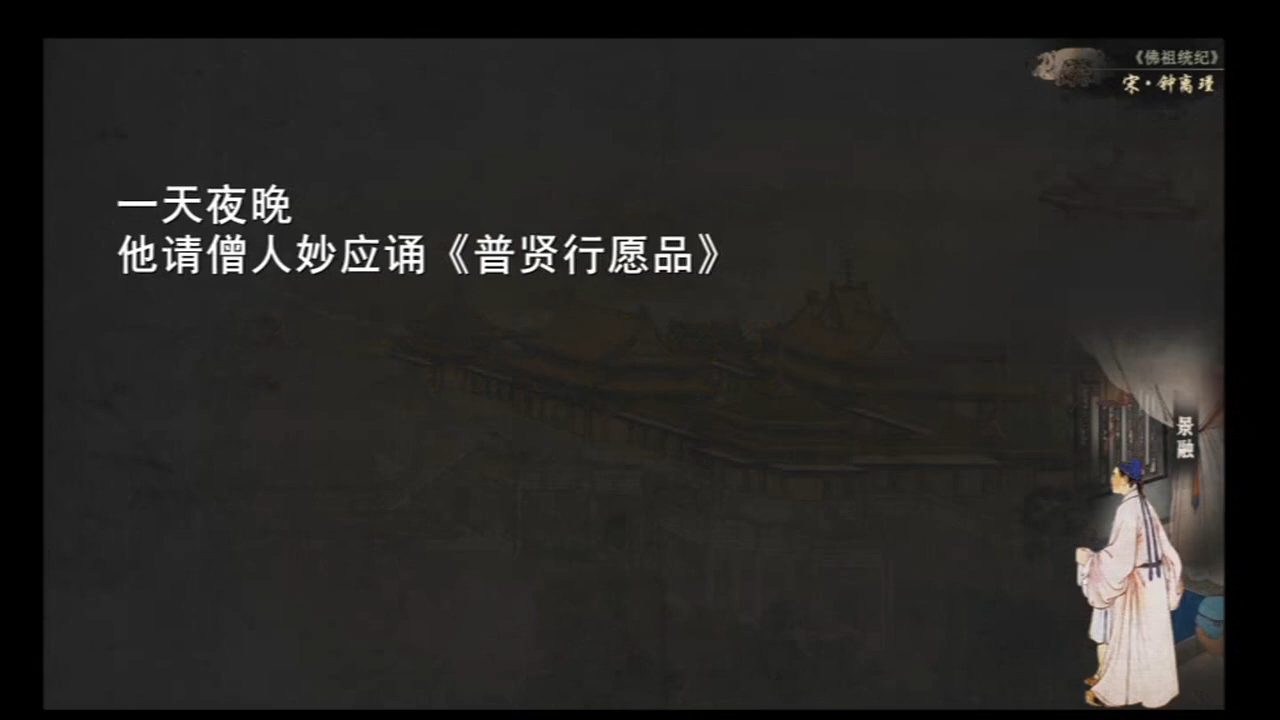 《佛祖统纪》
宋·钟离瑾
一天夜晚
他请僧人妙应诵《普贤行愿品》
景融